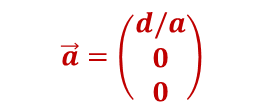 a⃗ = (d/a
0
0)